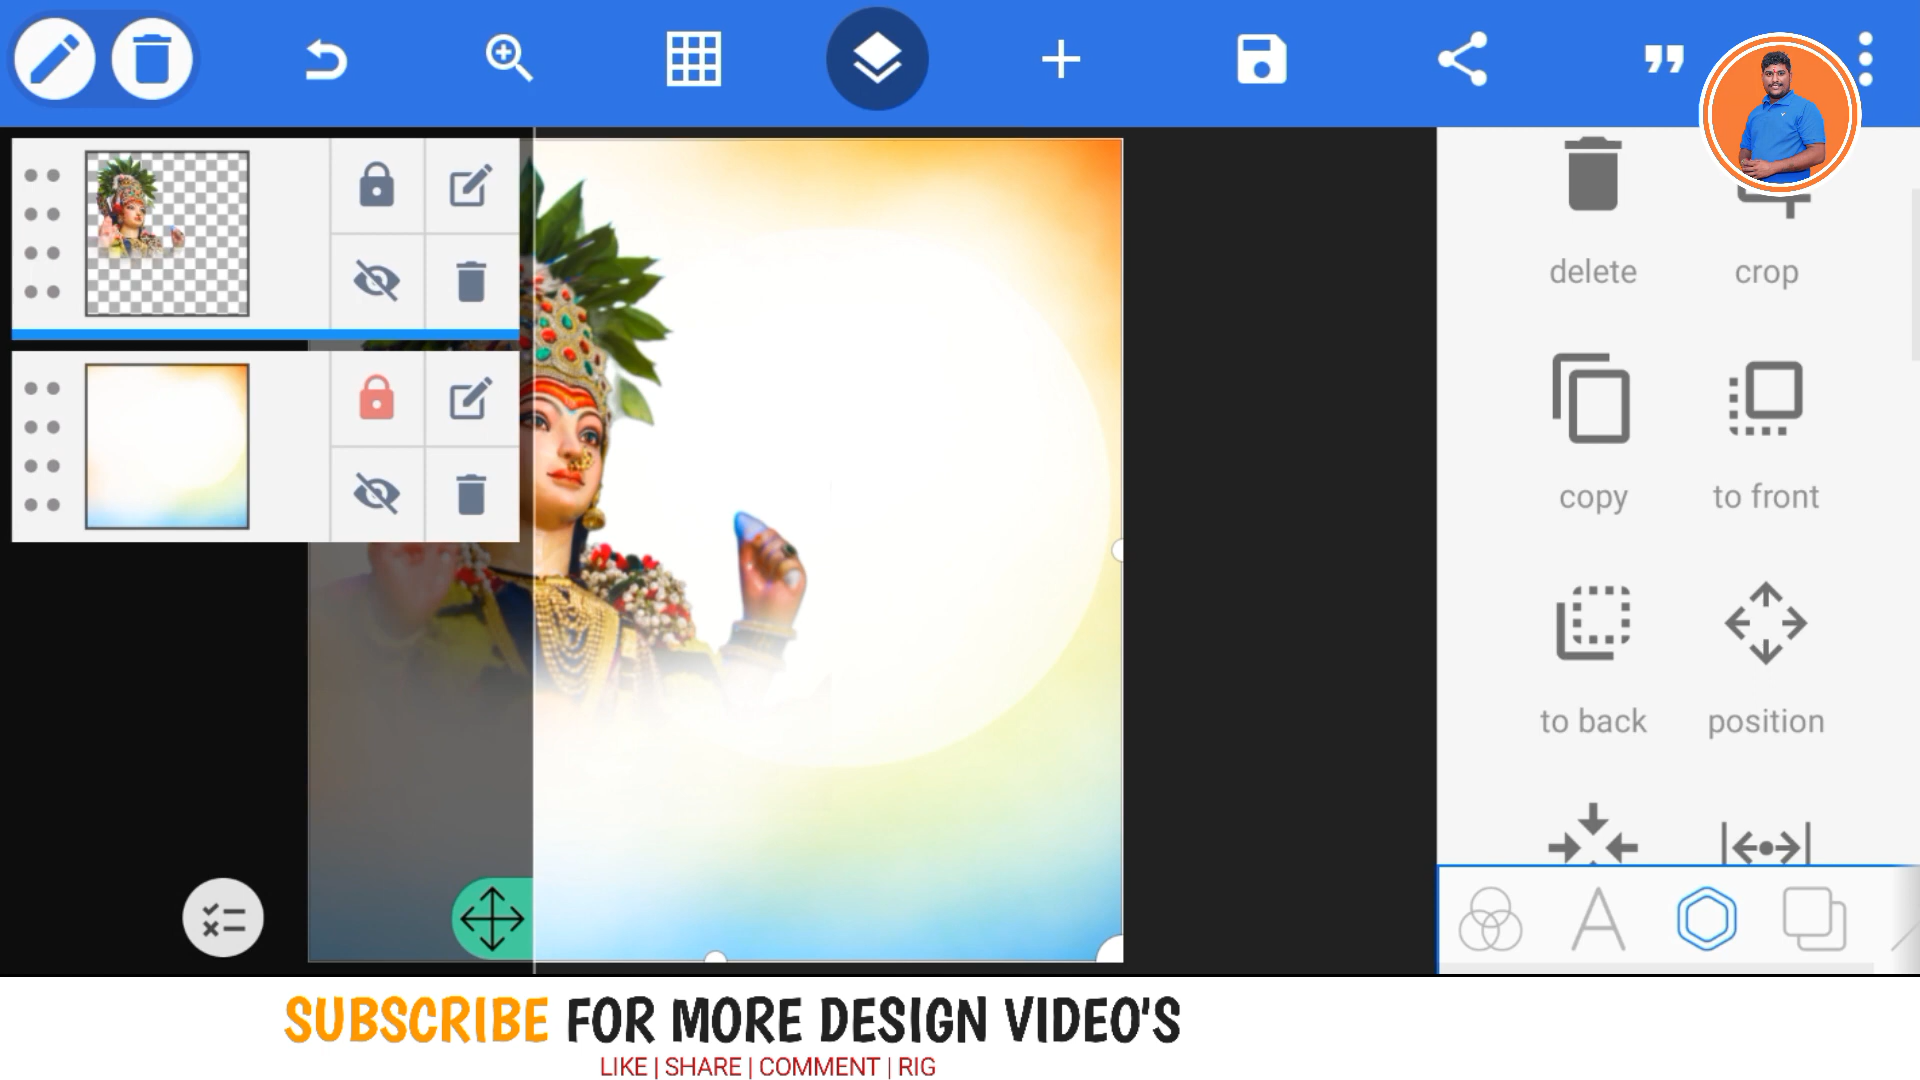 delete
crop
copy
to front
to back
position
SUBSCRIBE FOR MORE DESIGN VIDEO'S
LIKE | SHARE | COMMENT | RIG